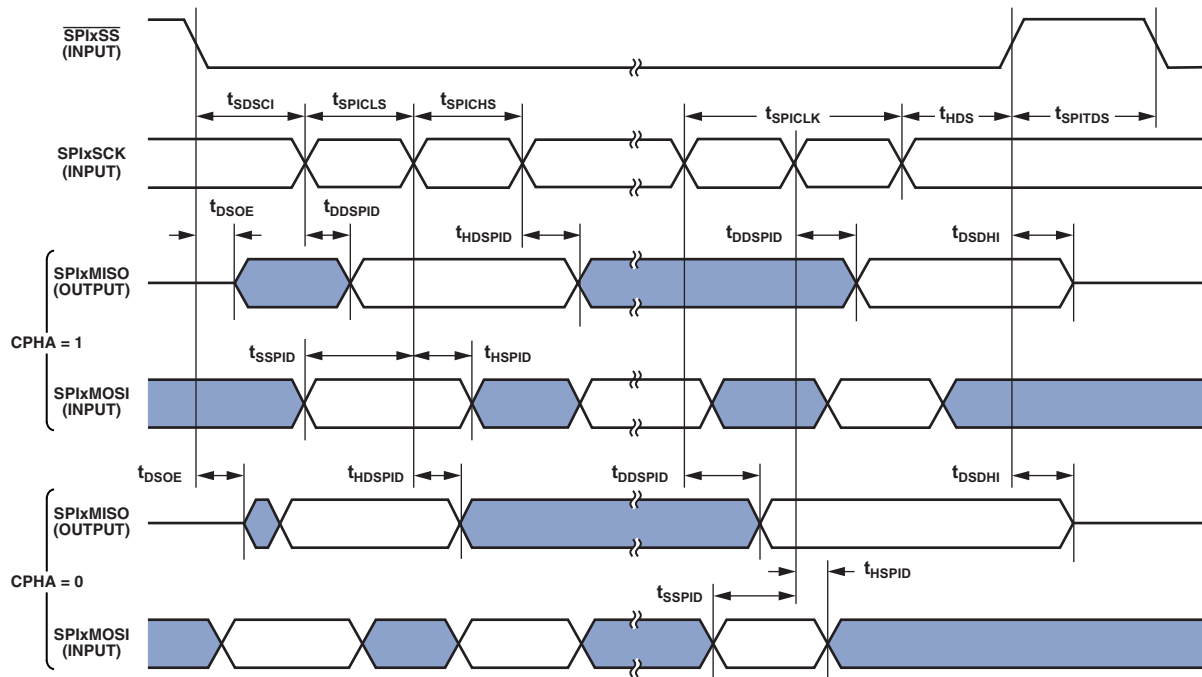 SPIxSS
(INPUT)
tSDSCI tSPICLS tSPICHS tSPICLK tHDS tSPITDS
SPIxSCK
(INPUT)
tDSOE tDDSPID tHDSPID tDDSPID tDSDHI
SPIxMISO
(OUTPUT)
CPHA = 1
tSSPID tHSPID
SPIxMOSI
(INPUT)
tDSOE tHDSPID tDDSPID tDSDHI
SPIxMISO
(OUTPUT)
CPHA = 0
tHSPID
tSSPID
SPIxMOSI
(INPUT)